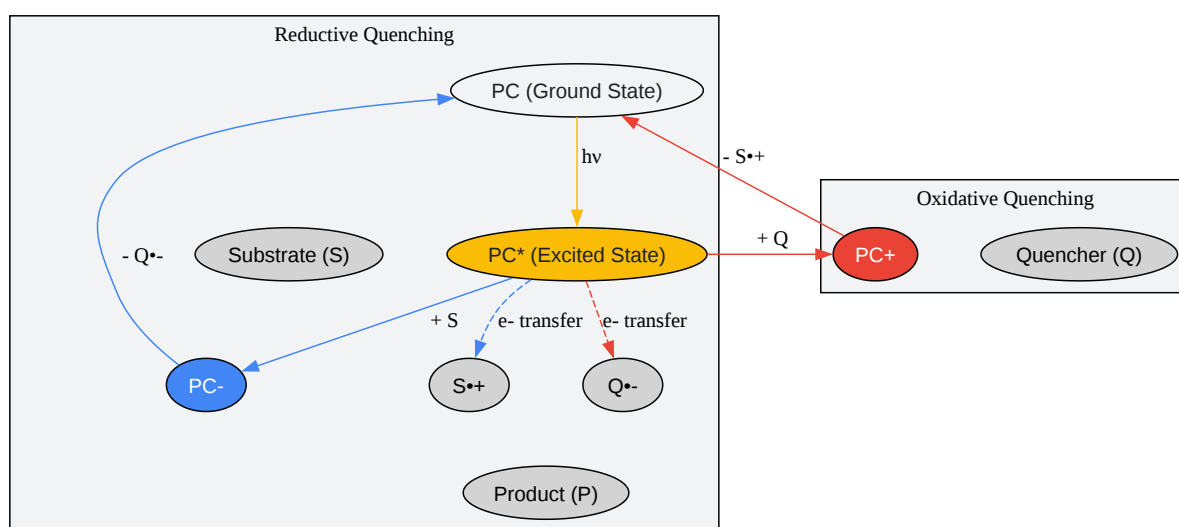 Reductive Quenching
PC (Ground State)
hν
- S•+
Oxidative Quenching
Substrate (S)
PC* (Excited State)
+ Q
PC+
Quencher (Q)
- Q•-
+ S
e- transfer
e- transfer
PC-
S•+
Q•-
Product (P)